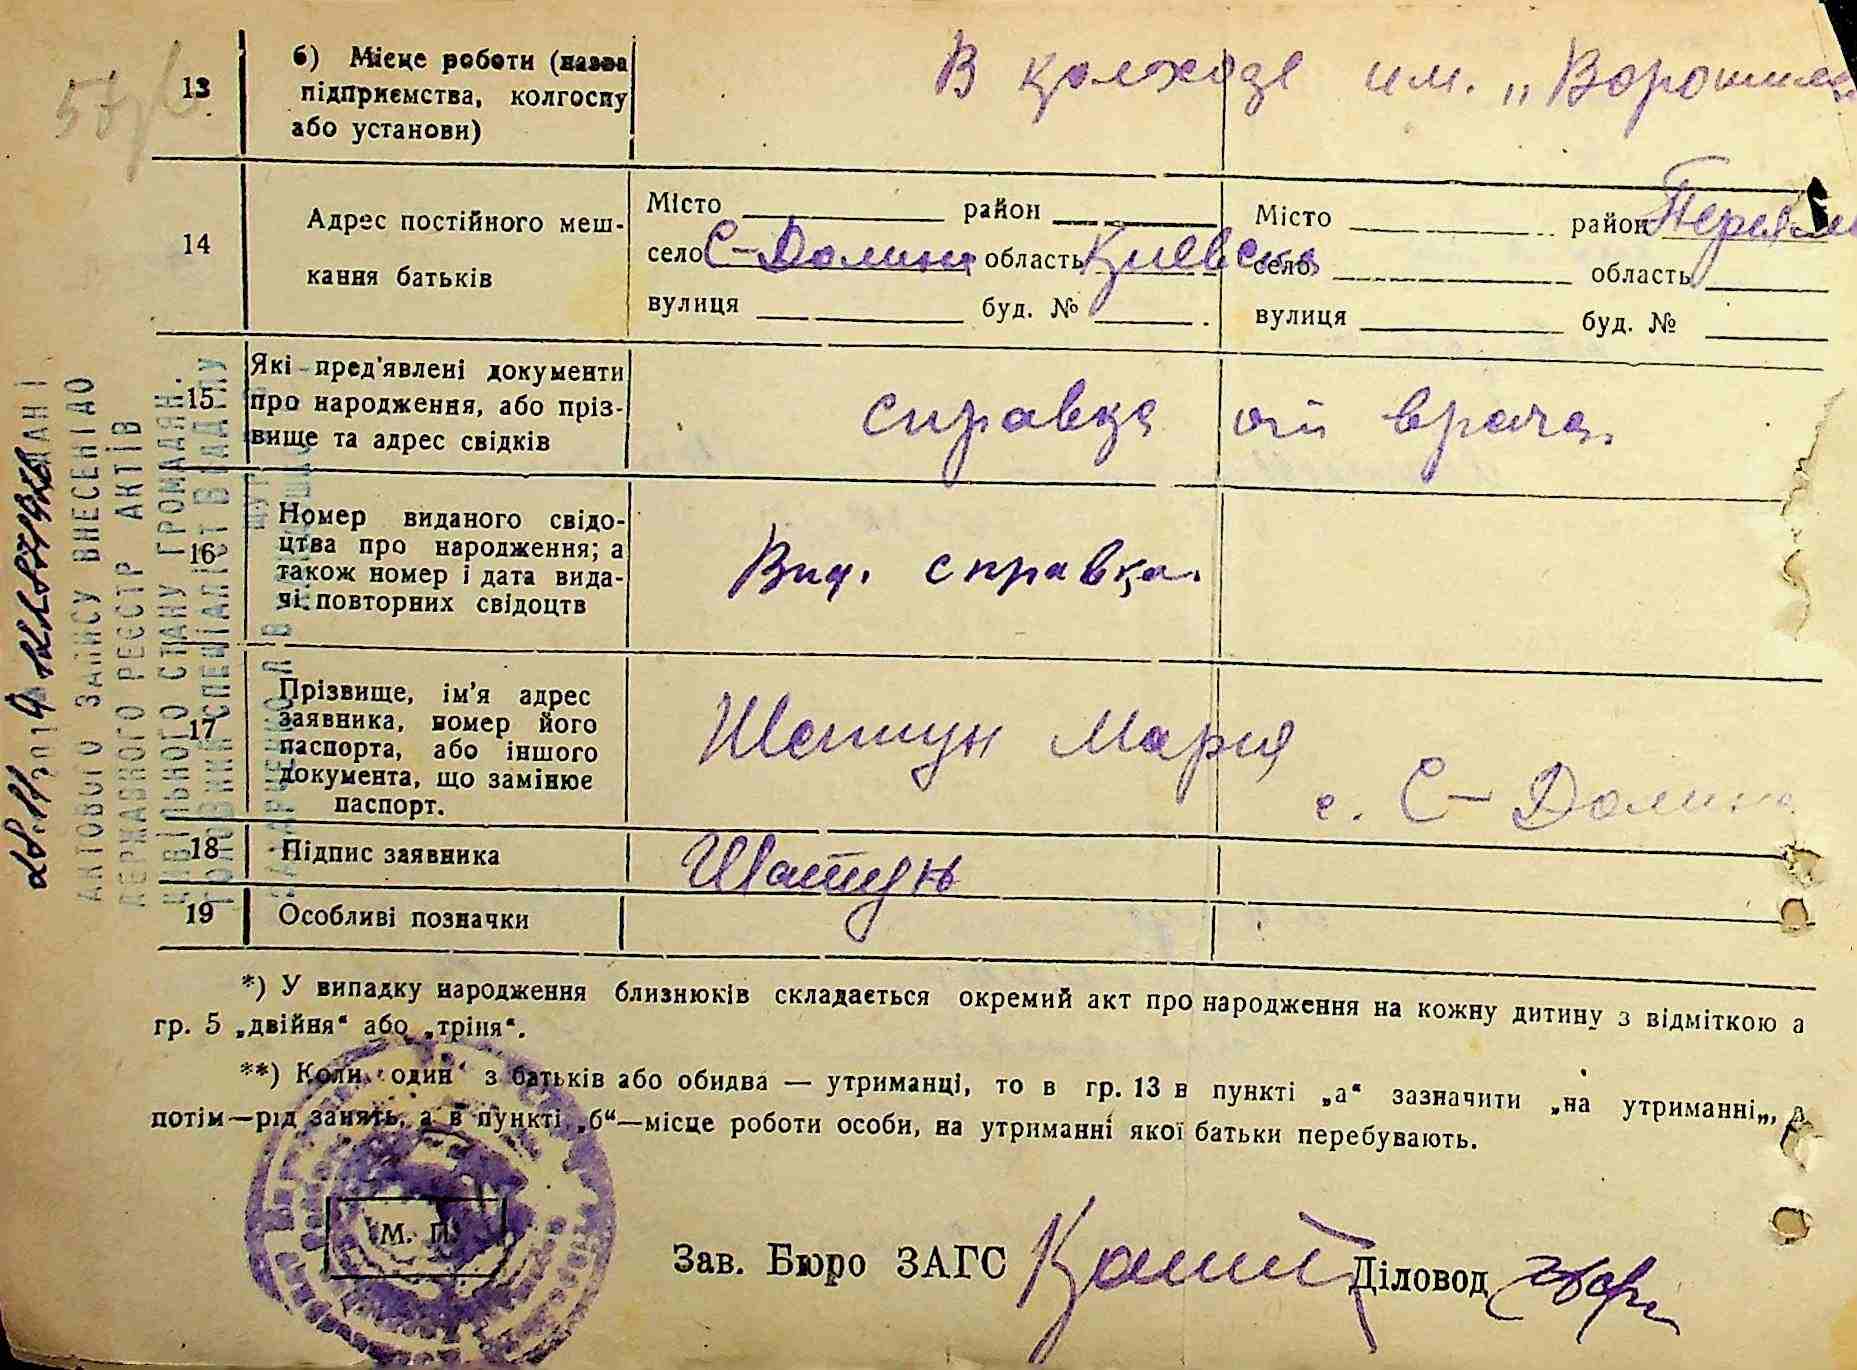 13 б) Місце роботи (назва
підприємства, колгоспу
або установи)
В колхозе им. „Ворошил
14 Адрес постійного меш-
кання батьків
Місто район
село С-Долина область Киевска
вулиця буд. №
Місто район Переясл
село область
вулиця буд. №
15 Які пред'явлені документи
про народження, або пріз-
вище та адрес свідків
справка от врача.
16 Номер виданого свідо-
цтва про народження; а
також номер і дата вида-
чі повторних свідоцтв
Выд. справка.
17 Прізвище, ім'я адрес
заявника, номер його
паспорта, або іншого
документа, що замінює
паспорт.
Шептун Мария
с. С-Долина
18 Підпис заявника
Шаптун
19 Особливі позначки
*) У випадку народження близнюків складається окремий акт про народження на кожну дитину з відміткою а
гр. 5 „двійня“ або „тріня“.
**) Коли один з батьків або обидва — утриманці, то в гр. 13 в пункті „а“ зазначити „на утриманні„, а
потім—рід занять, а в пункті „б“—місце роботи особи, на утриманні якої батьки перебувають.
М. П.
Зав. Бюро ЗАГС
Діловод
АКТОВОГО ЗАПИСУ ВНЕСЕНІ ДО
ДЕРЖАВНОГО РЕЄСТР АКТІВ
ЦИВІЛЬНОГО СТАНУ ГРОМАДЯН.